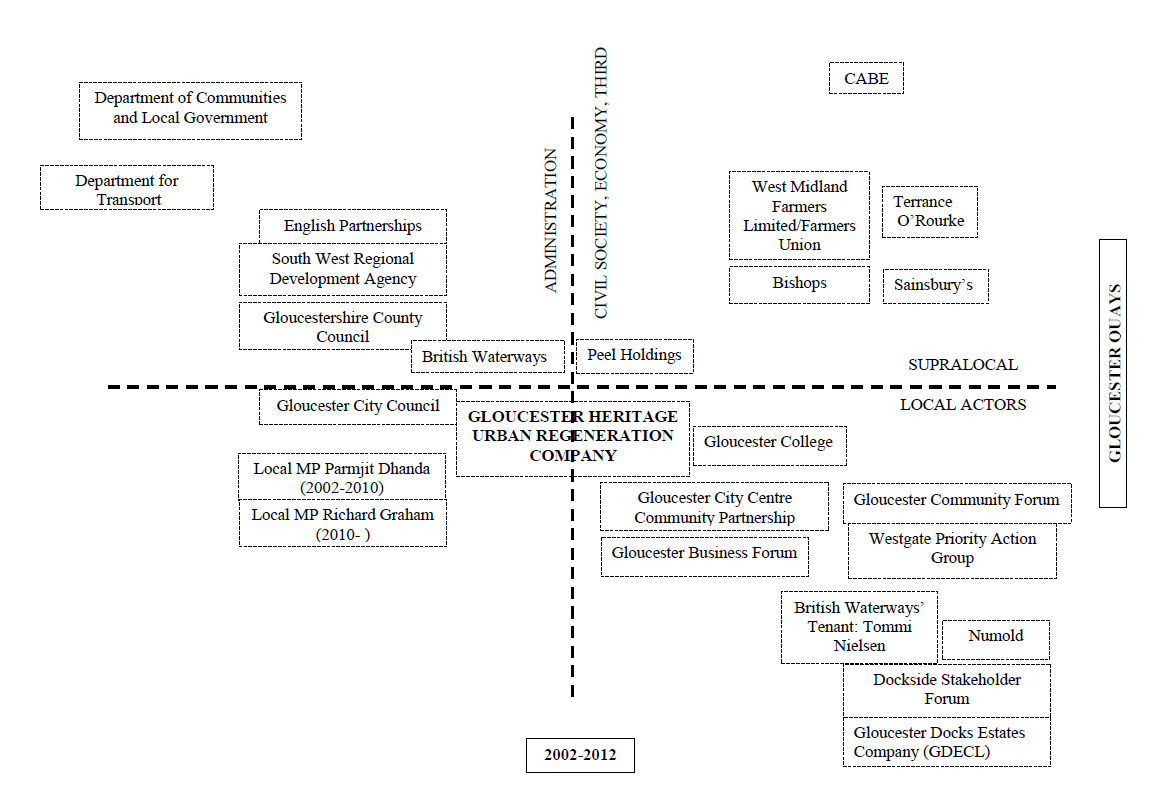 CABE
Department of Communities
and Local Government
Department for
Transport
English Partnerships
South West Regional
Development Agency
Gloucestershire County
Council
British Waterways
ADMINISTRATION
CIVIL SOCIETY, ECONOMY, THIRD
West Midland
Farmers
Limited/Farmers
Union
Terrance
O’Rourke
Bishops
Sainsbury’s
Peel Holdings
SUPRALOCAL
LOCAL ACTORS
GLOUCESTER QUAYS
Gloucester City Council
GLOUCESTER HERITAGE
URBAN REGENERATION
COMPANY
Gloucester College
Local MP Parmjit Dhanda
(2002-2010)
Local MP Richard Graham
(2010- )
Gloucester City Centre
Community Partnership
Gloucester Community Forum
Gloucester Business Forum
Westgate Priority Action
Group
British Waterways’
Tenant: Tommi
Nielsen
Numold
Dockside Stakeholder
Forum
Gloucester Docks Estates
Company (GDECL)
2002-2012